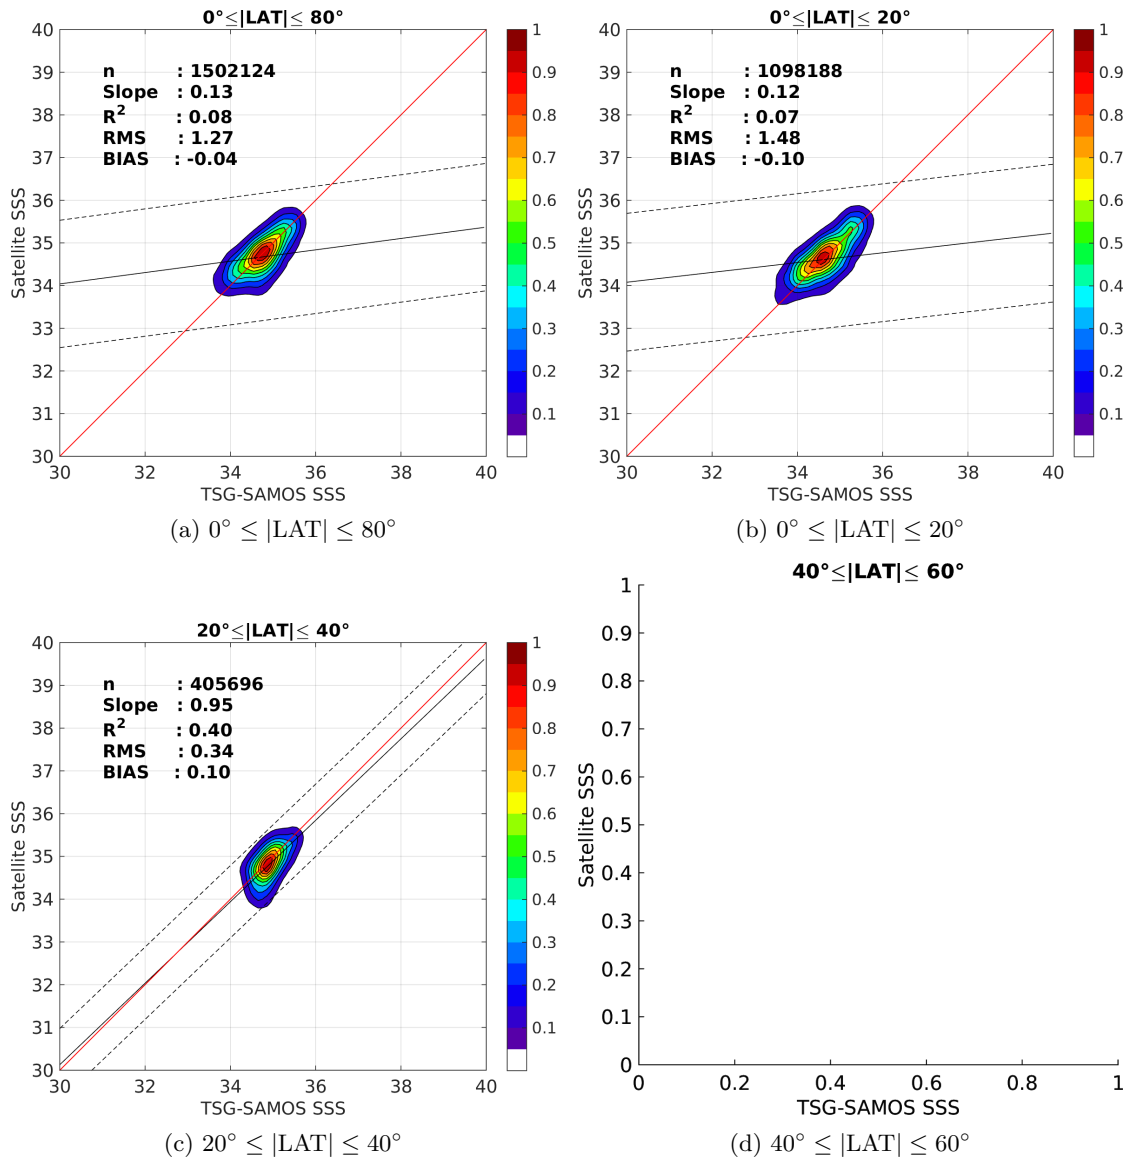 0°≤|LAT|≤ 80°
40
39
38
37
36
35
34
33
32
31
30
n : 1502124
Slope : 0.13
R² : 0.08
RMS : 1.27
BIAS : -0.04
Satellite SSS
30 32 34 36 38 40
TSG-SAMOS SSS
1
0.9
0.8
0.7
0.6
0.5
0.4
0.3
0.2
0.1
(a) 0° ≤ |LAT| ≤ 80°
0°≤|LAT|≤ 20°
40
39
38
37
36
35
34
33
32
31
30
n : 1098188
Slope : 0.12
R² : 0.07
RMS : 1.48
BIAS : -0.10
Satellite SSS
30 32 34 36 38 40
TSG-SAMOS SSS
1
0.9
0.8
0.7
0.6
0.5
0.4
0.3
0.2
0.1
(b) 0° ≤ |LAT| ≤ 20°
20°≤|LAT|≤ 40°
40
39
38
37
36
35
34
33
32
31
30
n : 405696
Slope : 0.95
R² : 0.40
RMS : 0.34
BIAS : 0.10
Satellite SSS
30 32 34 36 38 40
TSG-SAMOS SSS
1
0.9
0.8
0.7
0.6
0.5
0.4
0.3
0.2
0.1
(c) 20° ≤ |LAT| ≤ 40°
40°≤|LAT|≤ 60°
1
0.9
0.8
0.7
0.6
0.5
0.4
0.3
0.2
0.1
0
Satellite SSS
0 0.2 0.4 0.6 0.8 1
TSG-SAMOS SSS
(d) 40° ≤ |LAT| ≤ 60°